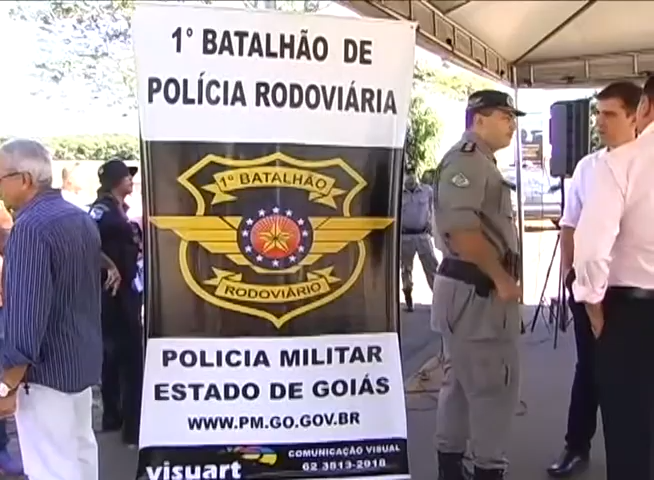 1° BATALHÃO DE
POLÍCIA RODOVIÁRIA
1º BATALHÃO
RODOVIÁRIO
POLICIA MILITAR
ESTADO DE GOIÁS
WWW.PM.GO.GOV.BR
visuart
COMUNICAÇÃO VISUAL
62 3813-2018